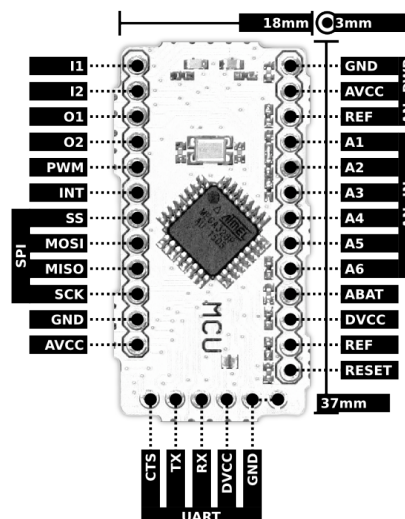 18mm
3mm
I1
I2
O1
O2
PWM
INT
SS
MOSI
MISO
SCK
GND
AVCC
SPI
GND
AVCC
REF
A1
A2
A3
A4
A5
A6
ABAT
DVCC
REF
RESET
ATMEL
MCU
37mm
CTS
TX
RX
DVCC
GND
UART